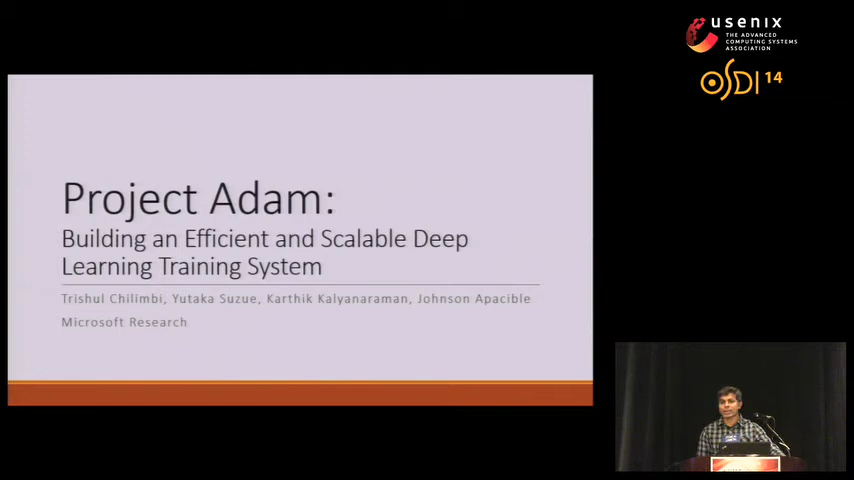 usenix
THE ADVANCED
COMPUTING SYSTEMS
ASSOCIATION
OSDI 14
Project Adam:
Building an Efficient and Scalable Deep
Learning Training System
Trishul Chilimbi, Yutaka Suzue, Karthik Kalyanaraman, Johnson Apacible
Microsoft Research